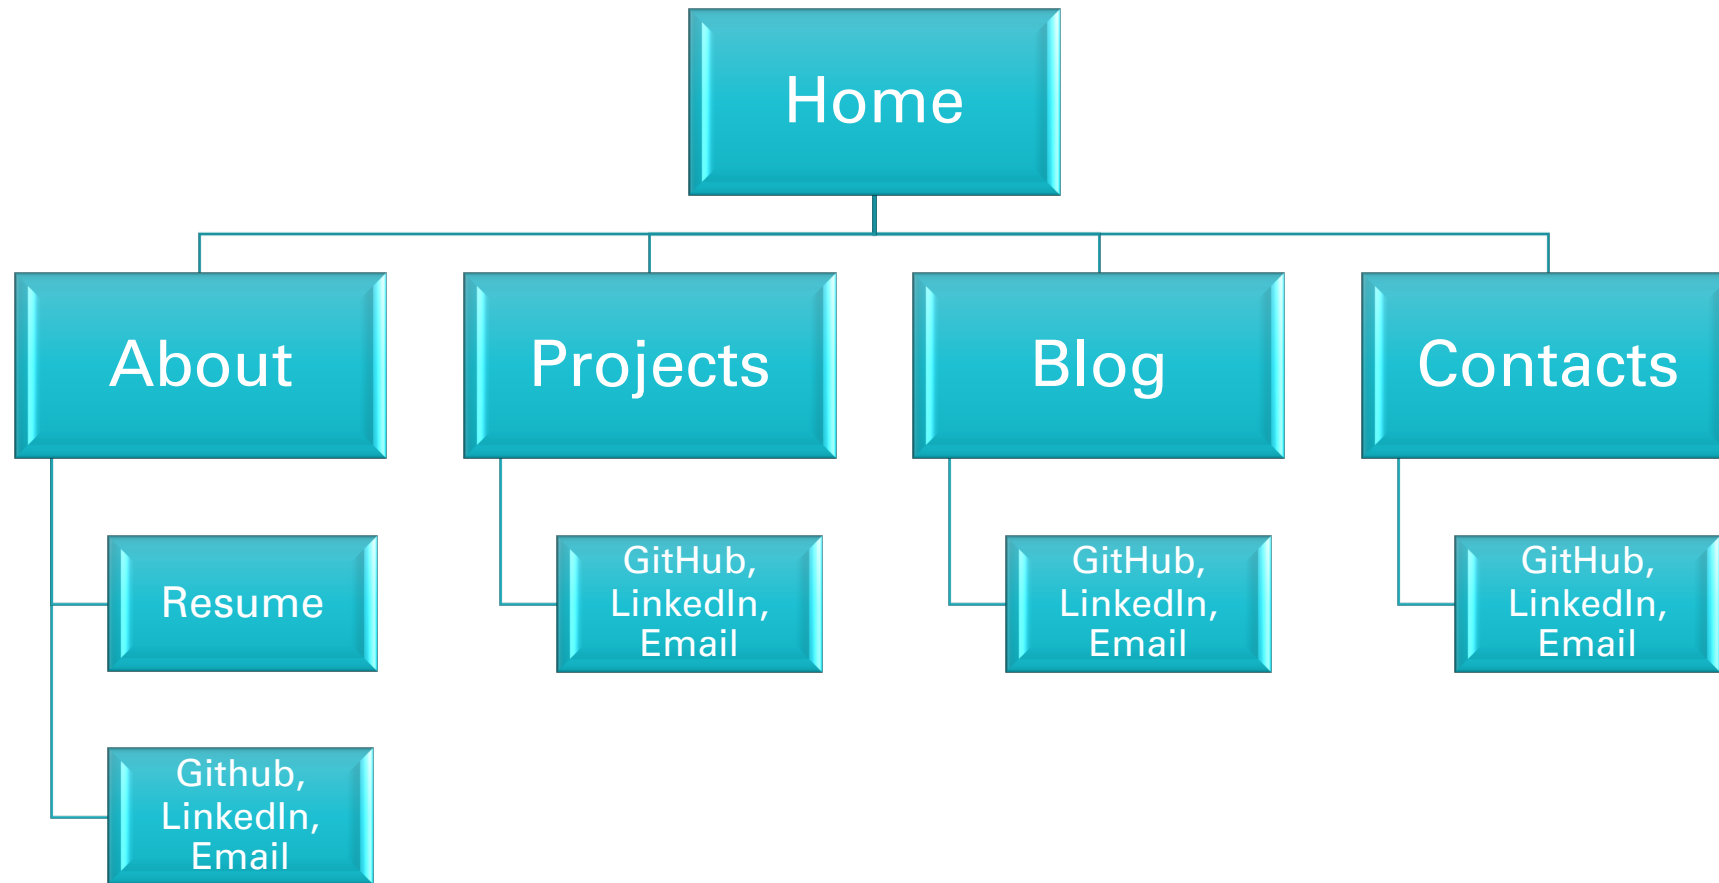 Home
About
Projects
Blog
Contacts
Resume
GitHub,
LinkedIn,
Email
GitHub,
LinkedIn,
Email
GitHub,
LinkedIn,
Email
Github,
LinkedIn,
Email